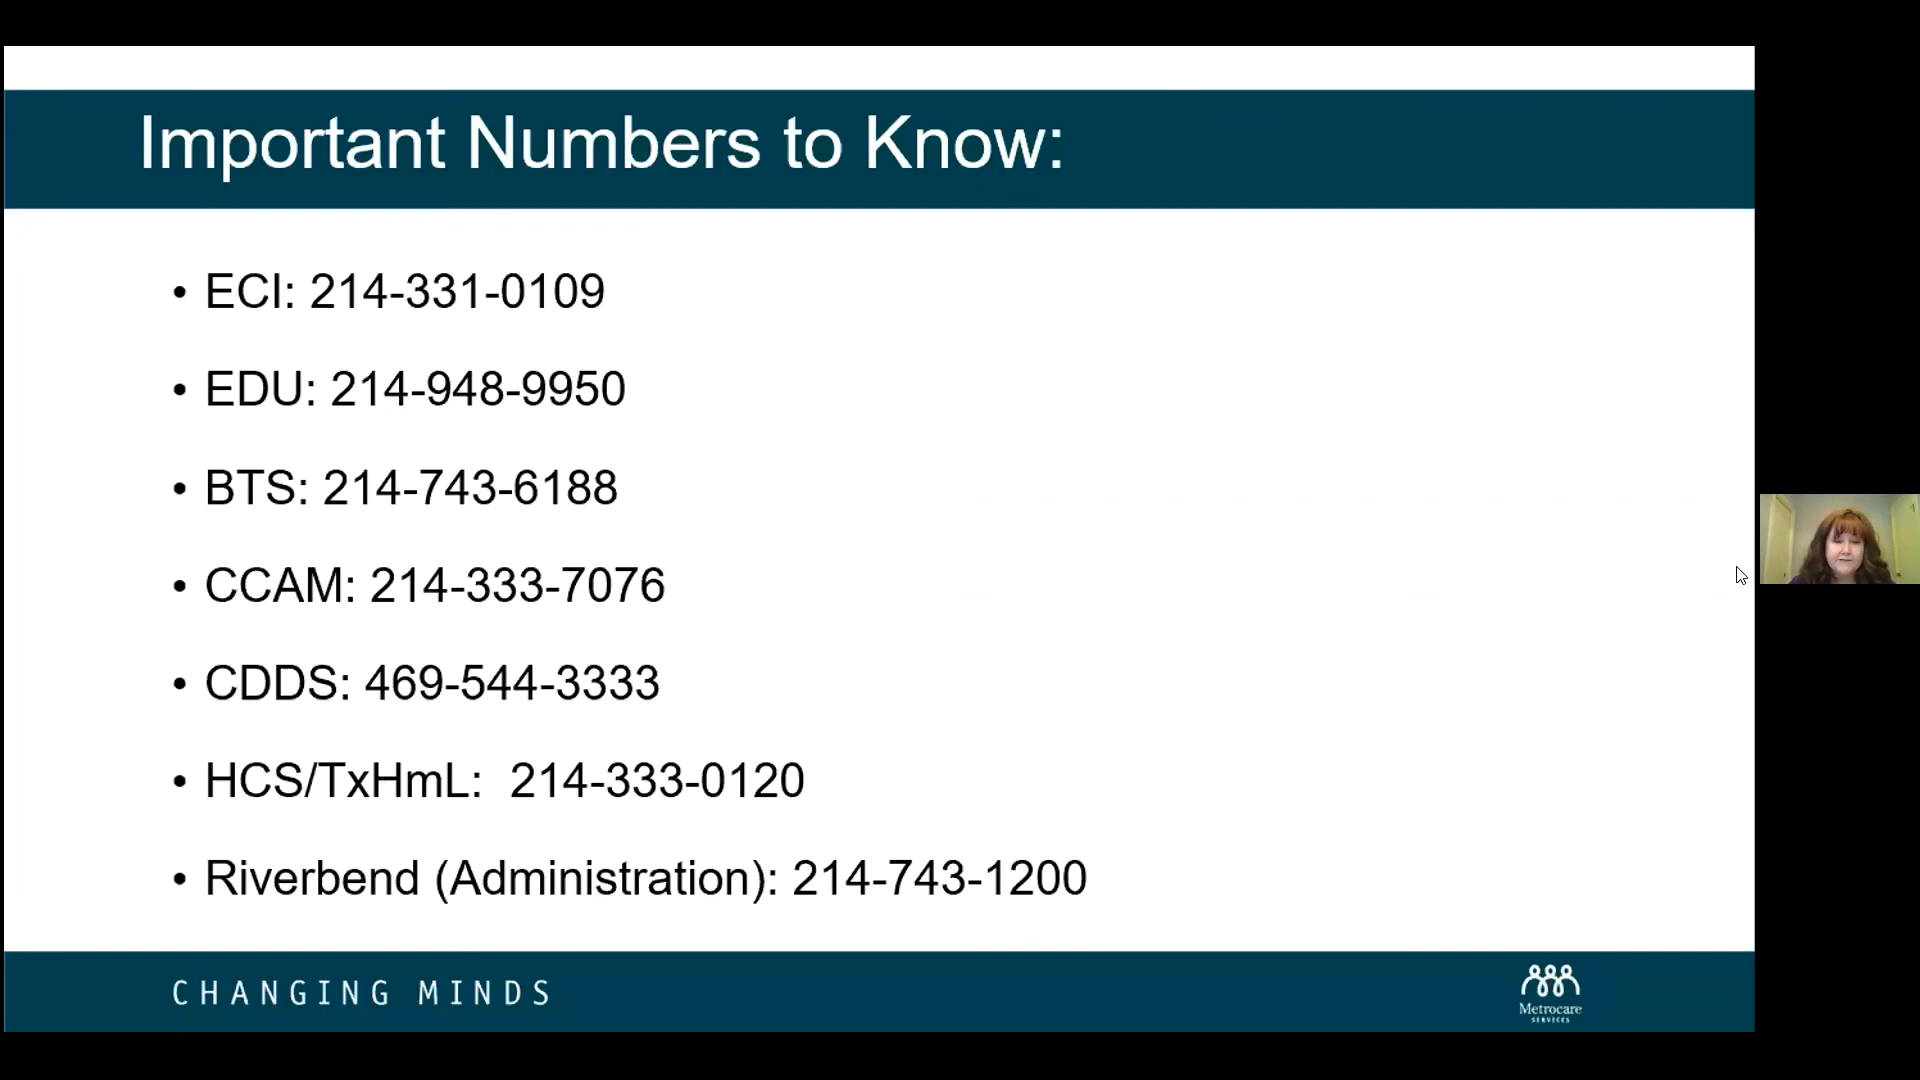 Important Numbers to Know:
• ECI: 214-331-0109
• EDU: 214-948-9950
• BTS: 214-743-6188
• CCAM: 214-333-7076
• CDDS: 469-544-3333
• HCS/TxHmL:  214-333-0120
• Riverbend (Administration): 214-743-1200
CHANGING MINDS
Metrocare
SERVICES